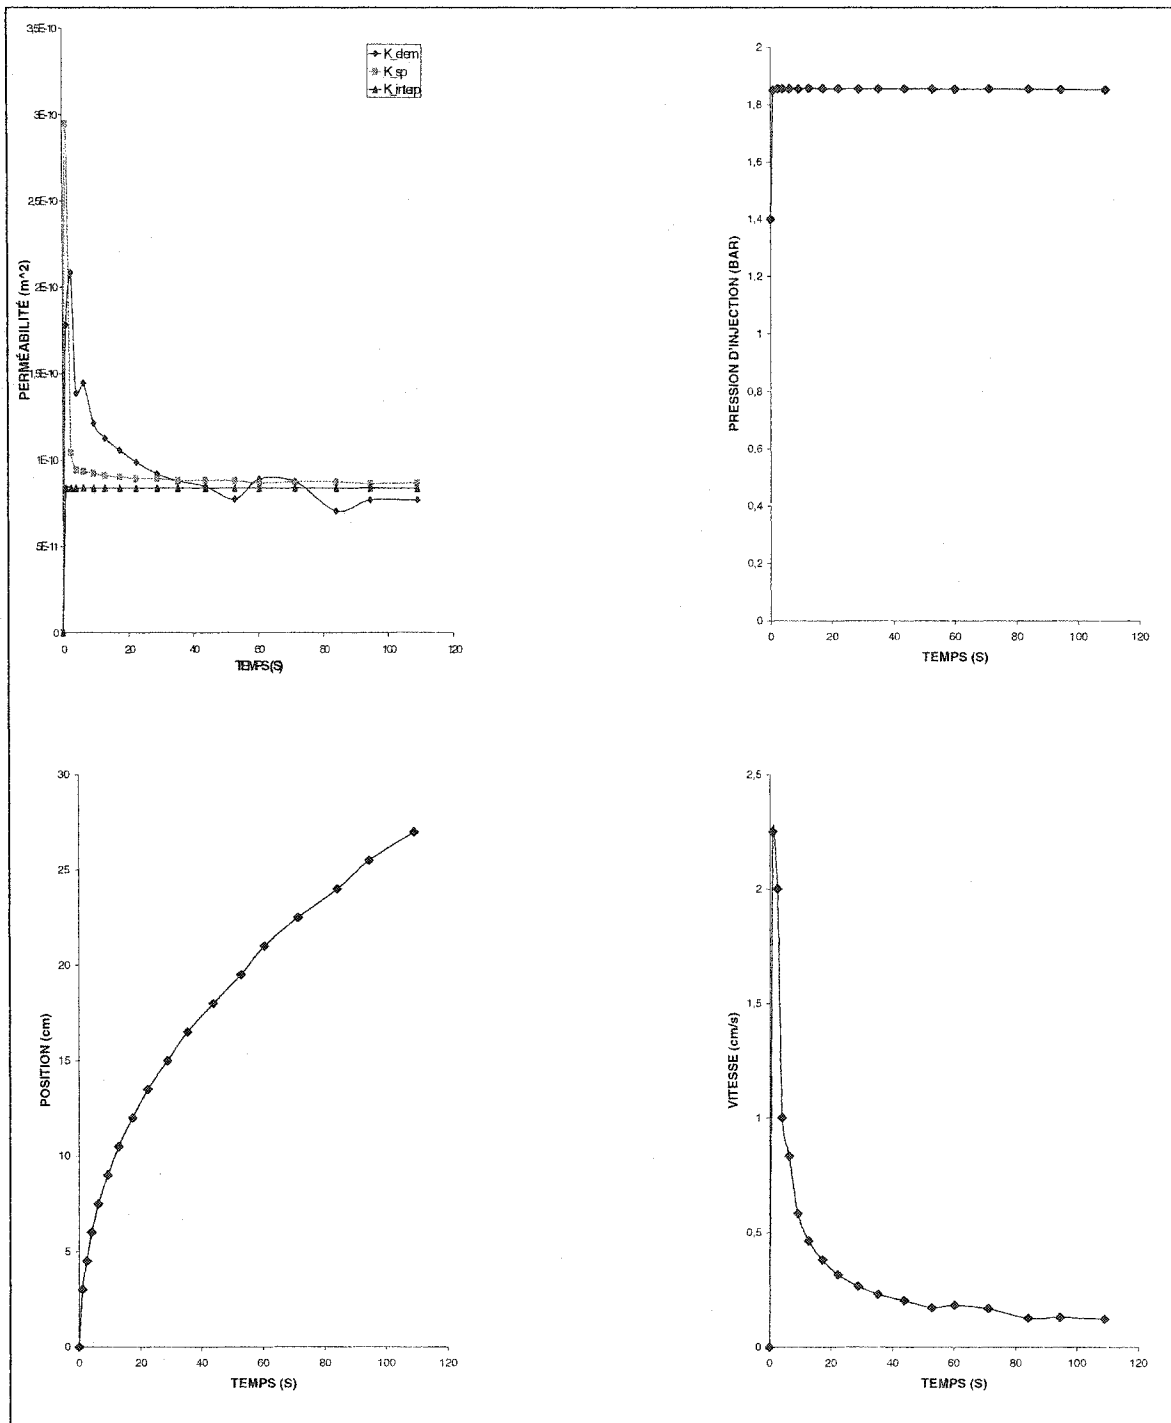 3,5E-10
3E-10
2,5E-10
2E-10
1,5E-10
1E-10
5E-11
0
PERMÉABILITÉ (m^2)
K_elem
K_sp
K_interp
0 20 40 60 80 100 120
TEMPS (S)
2
1,8
1,6
1,4
1,2
1
0,8
0,6
0,4
0,2
0
PRESSION D'INJECTION (BAR)
0 20 40 60 80 100 120
TEMPS (S)
30
25
20
15
10
5
0
POSITION (cm)
0 20 40 60 80 100 120
TEMPS (S)
2,5
2
1,5
1
0,5
0
VITESSE (cm/s)
0 20 40 60 80 100 120
TEMPS (S)